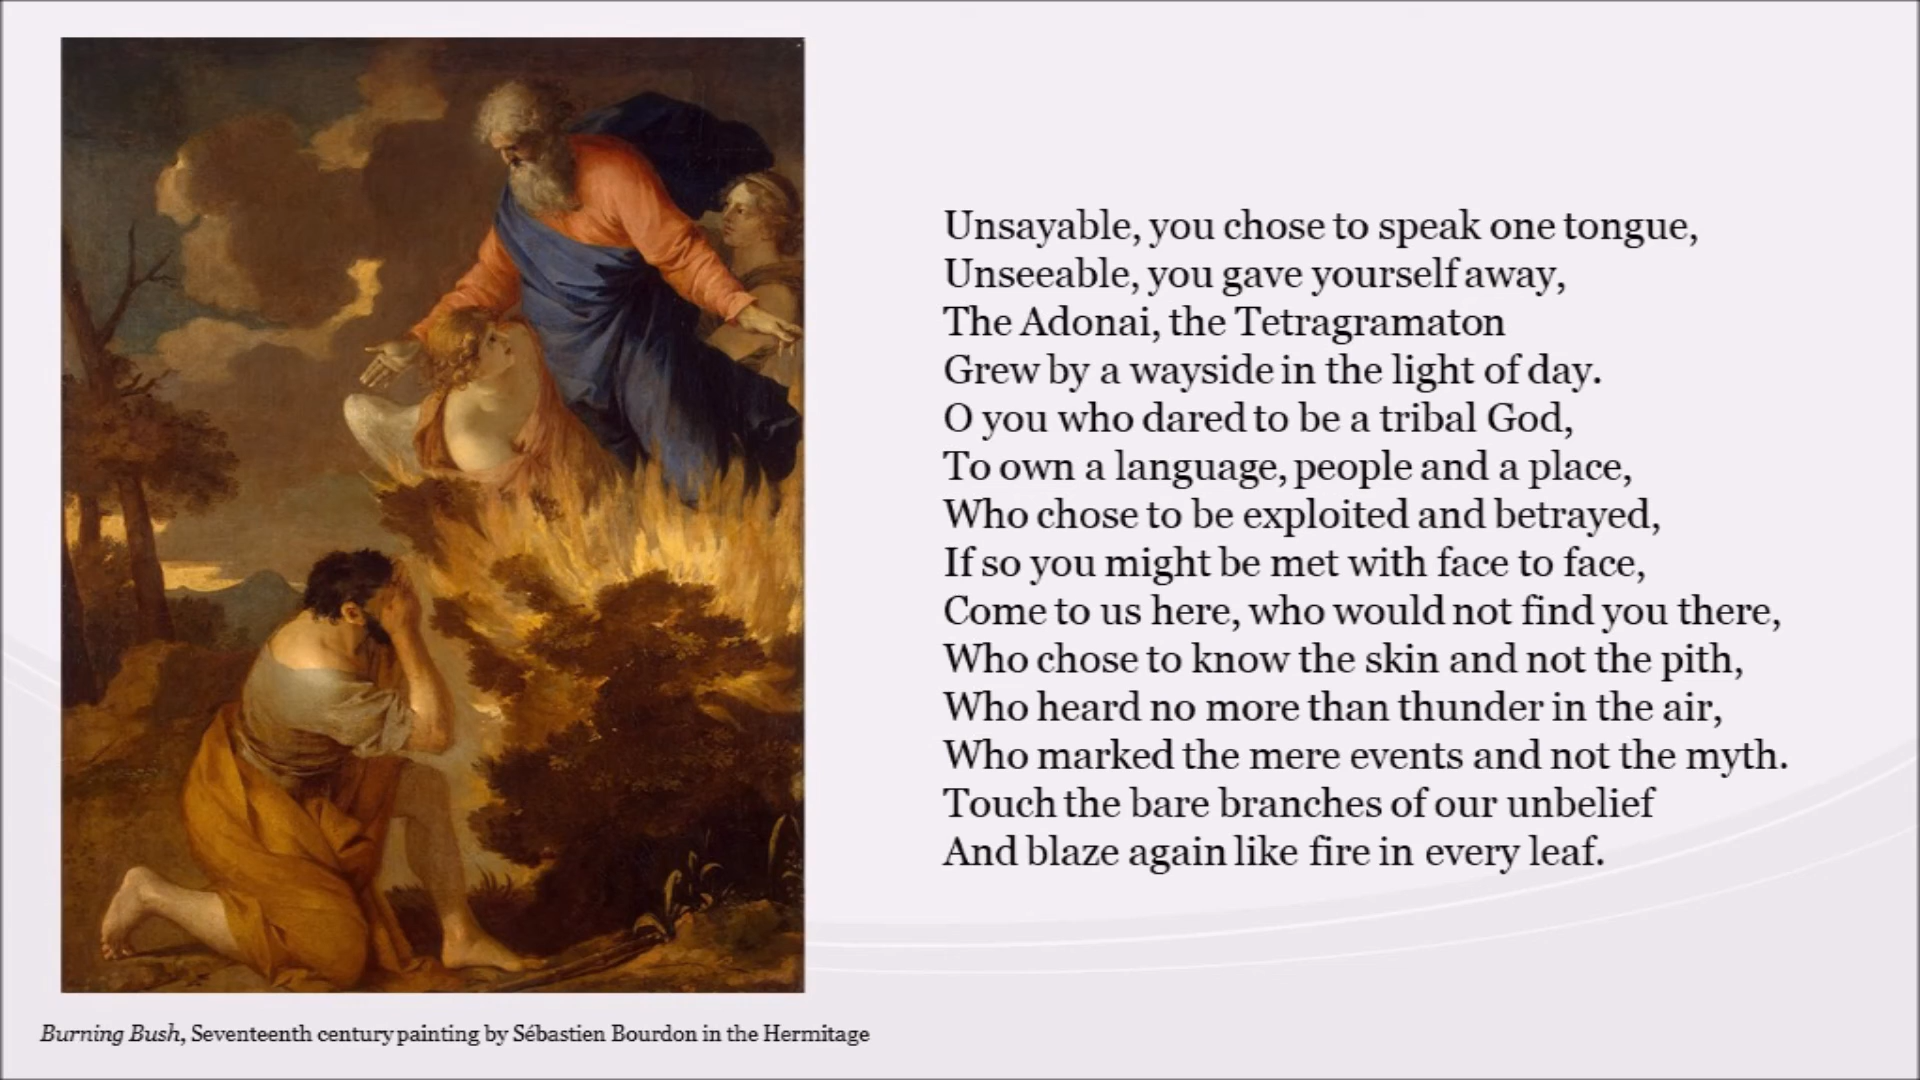 Unsayable, you chose to speak one tongue,
Unseeable, you gave yourself away,
The Adonai, the Tetragramaton
Grew by a wayside in the light of day.
O you who dared to be a tribal God,
To own a language, people and a place,
Who chose to be exploited and betrayed,
If so you might be met with face to face,
Come to us here, who would not find you there,
Who chose to know the skin and not the pith,
Who heard no more than thunder in the air,
Who marked the mere events and not the myth.
Touch the bare branches of our unbelief
And blaze again like fire in every leaf.
Burning Bush, Seventeenth century painting by Sébastien Bourdon in the Hermitage